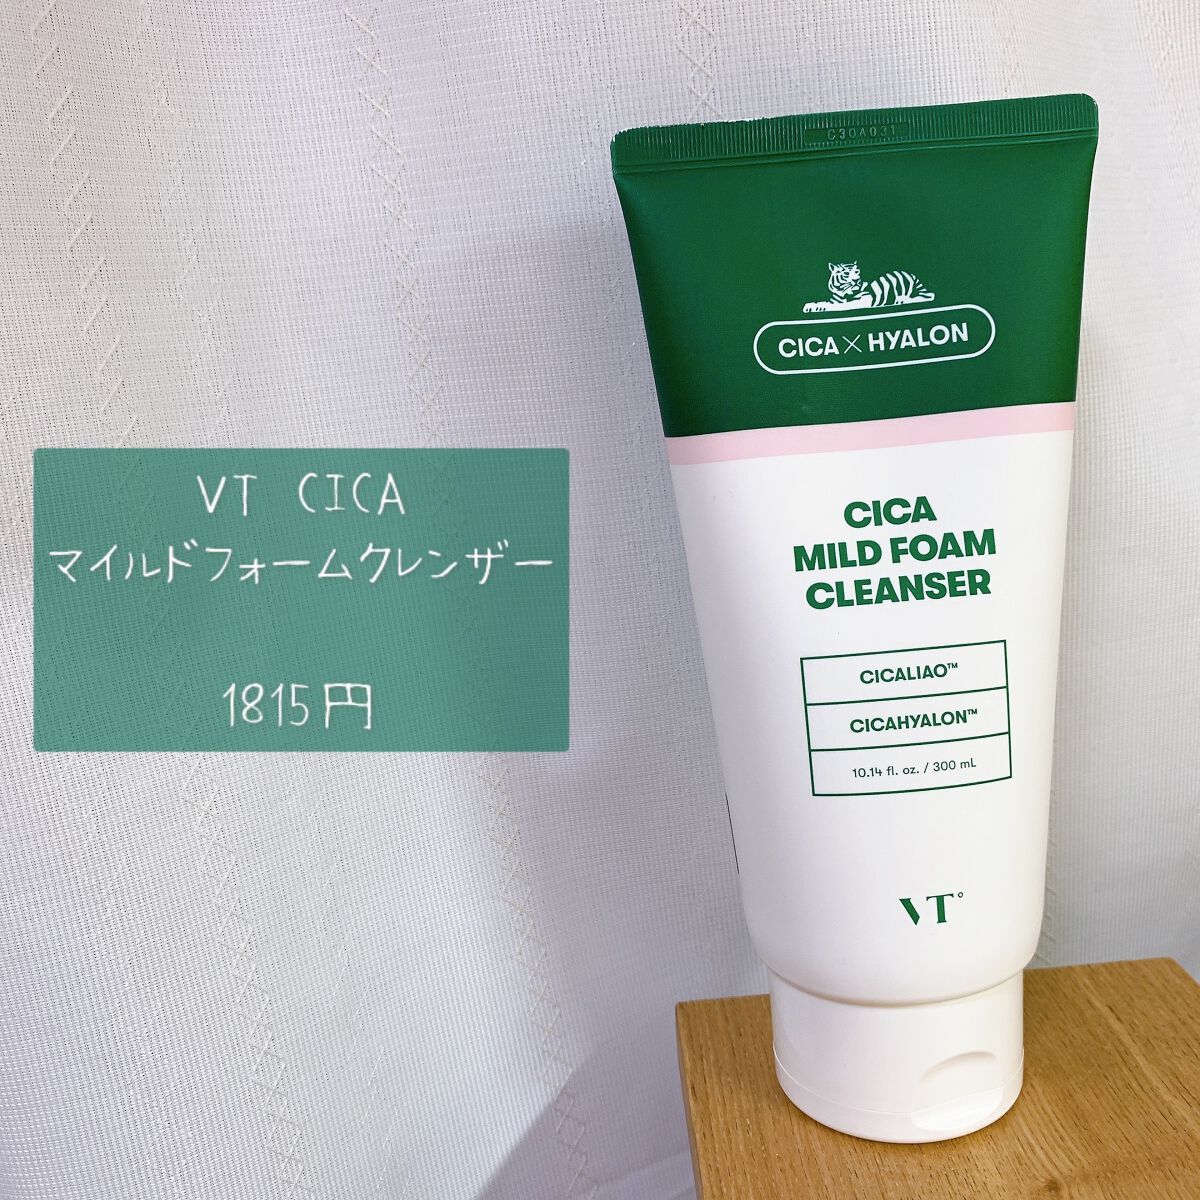 VT CICA
マイルドフォームクレンザー
1815円
C30A031
CICA×HYALON
CICA
MILD FOAM
CLEANSER
CICALIAO™
CICAHYALON™
10.14 fl. oz. / 300 mL
VT°